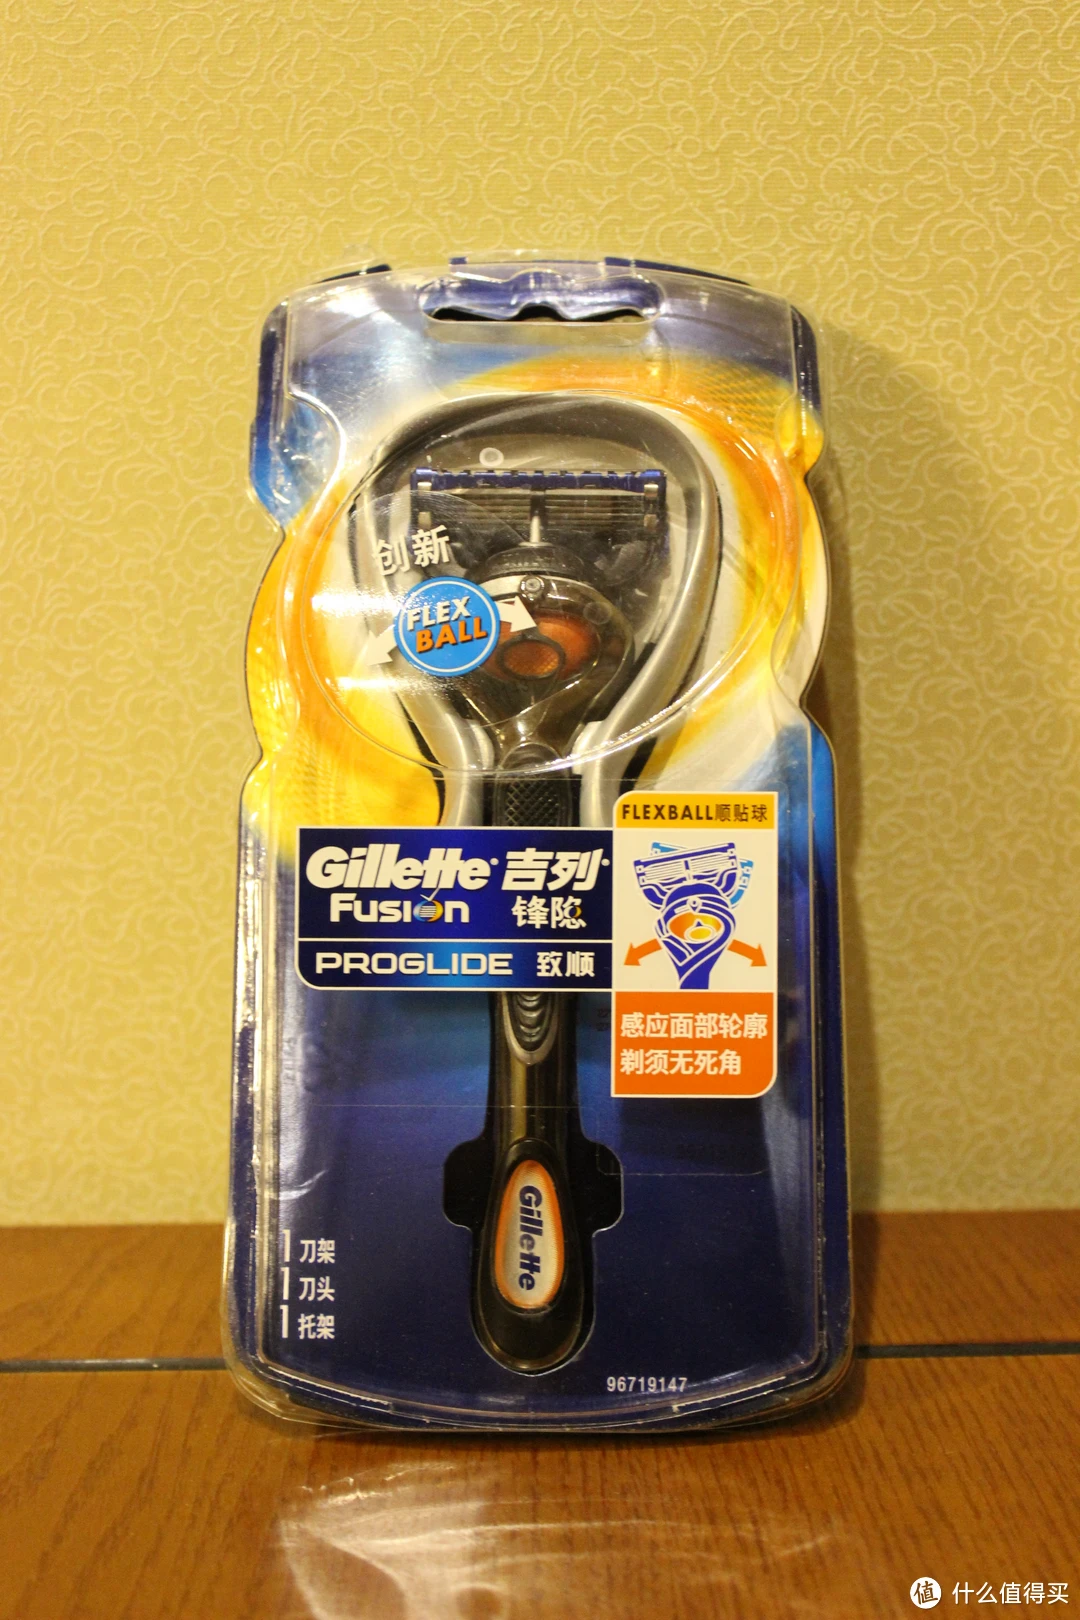 创新
FLEX
BALL
FLEXBALL顺贴球
Gillette 吉列
Fusion 锋隐
PROGLIDE 致顺
感应面部轮廓
剃须无死角
Gillette
1 刀架
1 刀头
1 托架
96719147
值 什么值得买